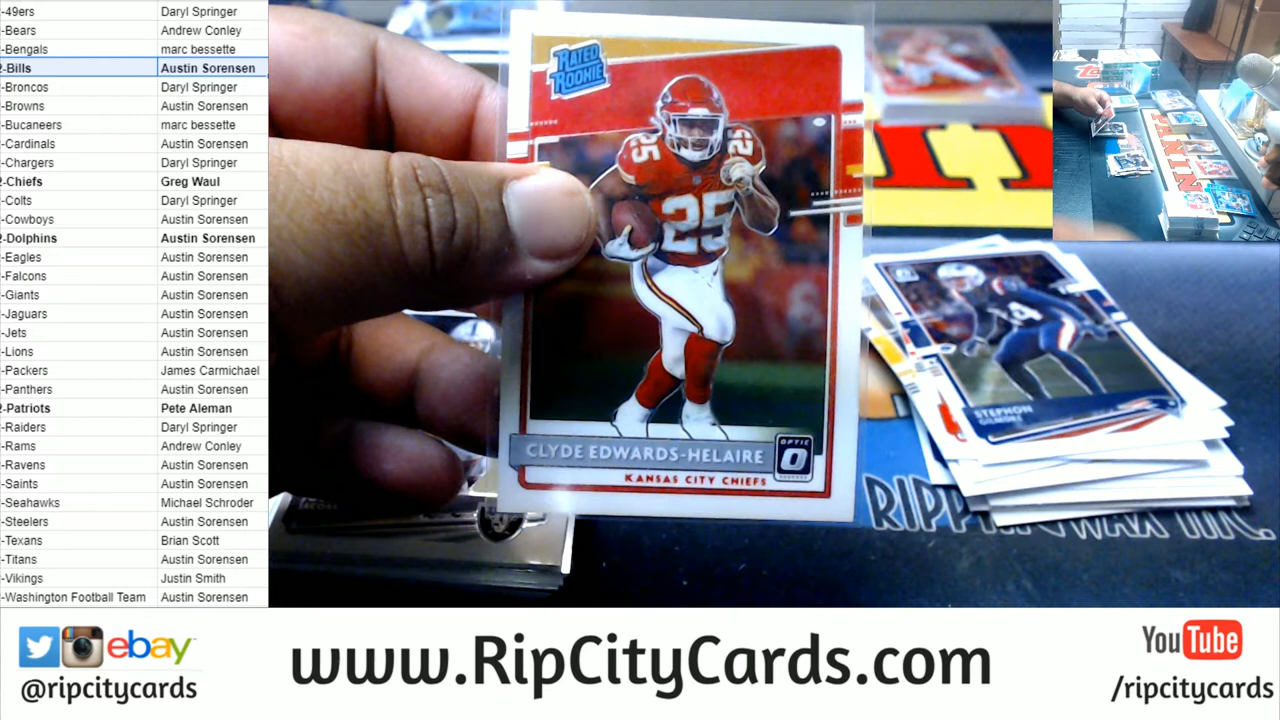 -49ers Daryl Springer
-Bears Andrew Conley
-Bengals marc bessette
-Bills Austin Sorensen
-Broncos Daryl Springer
-Browns Austin Sorensen
-Bucaneers marc bessette
-Cardinals Austin Sorensen
-Chargers Daryl Springer
-Chiefs Greg Waul
-Colts Daryl Springer
-Cowboys Austin Sorensen
-Dolphins Austin Sorensen
-Eagles Austin Sorensen
-Falcons Austin Sorensen
-Giants Austin Sorensen
-Jaguars Austin Sorensen
-Jets Austin Sorensen
-Lions Austin Sorensen
-Packers James Carmichael
-Panthers Austin Sorensen
-Patriots Pete Aleman
-Raiders Daryl Springer
-Rams Andrew Conley
-Ravens Austin Sorensen
-Saints Austin Sorensen
-Seahawks Michael Schroder
-Steelers Austin Sorensen
-Texans Brian Scott
-Titans Austin Sorensen
-Vikings Justin Smith
-Washington Football Team Austin Sorensen
RATED
ROOKIE
25
25
CLYDE EDWARDS-HELAIRE
KANSAS CITY CHIEFS
OPTIC
STEPHON
GILMORE
JACOBS
PANINI
ebay
@ripcitycards
www.RipCityCards.com
YouTube
/ripcitycards